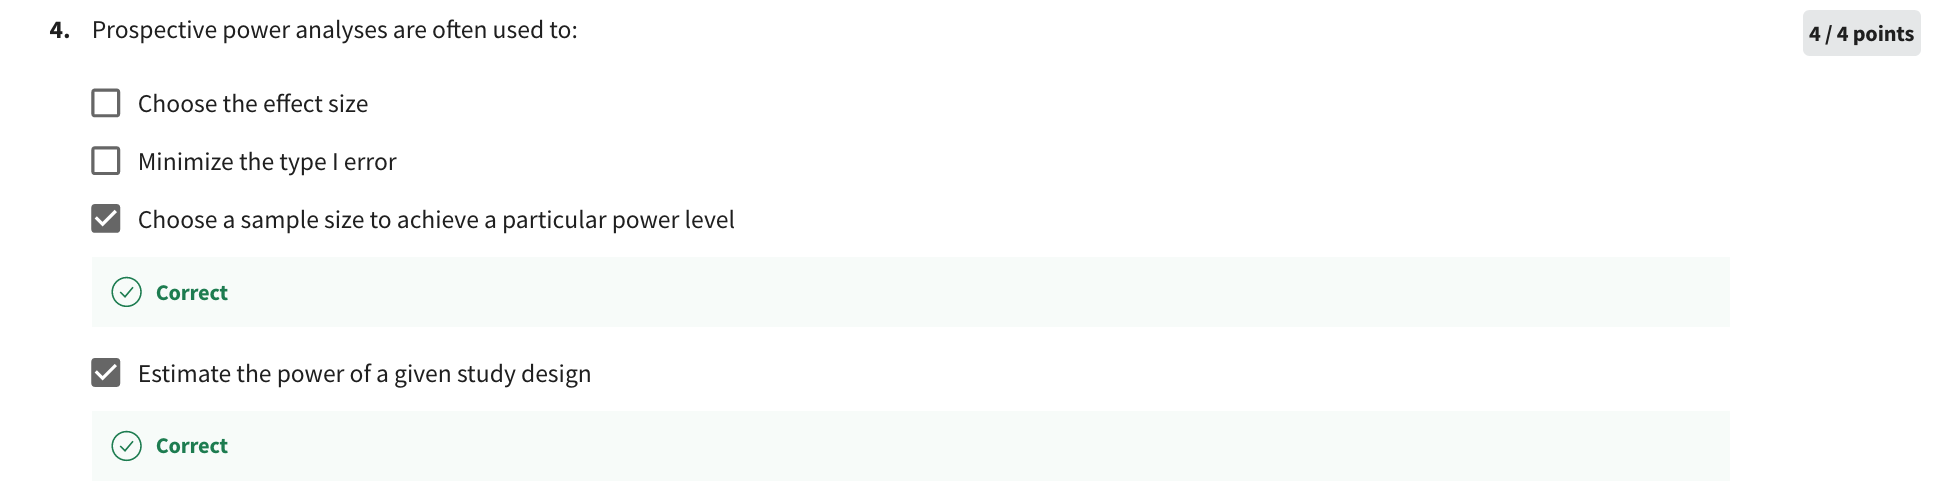 4. Prospective power analyses are often used to:
4 / 4 points
Choose the effect size
Minimize the type I error
Choose a sample size to achieve a particular power level
Correct
Estimate the power of a given study design
Correct